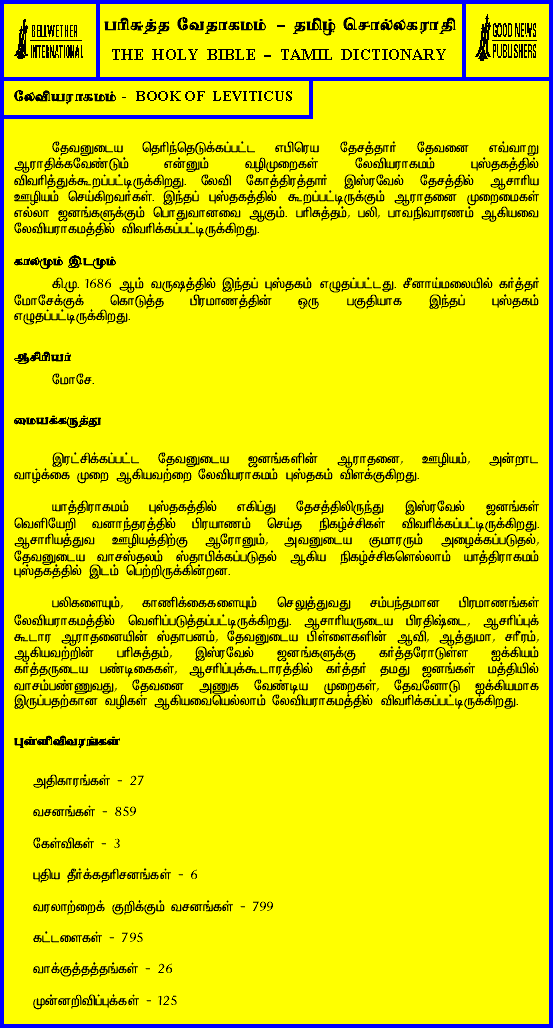 BELLWETHER
INTERNATIONAL
பரிசுத்த வேதாகமம் – தமிழ் சொல்லகராதி
THE HOLY BIBLE – TAMIL DICTIONARY
GOOD NEWS
PUBLISHERS
லேவியராகமம் - BOOK OF LEVITICUS
தேவனுடைய தெரிந்தெடுக்கப்பட்ட எபிரெய தேசத்தார் தேவனை எவ்வாறு
ஆராதிக்கவேண்டும் என்னும் வழிமுறைகள் லேவியராகமம் புஸ்தகத்தில்
விவரித்துக்கூறப்பட்டிருக்கிறது. லேவி கோத்திரத்தார் இஸ்ரவேல் தேசத்தில் ஆசாரிய
ஊழியம் செய்கிறவர்கள். இந்தப் புஸ்தகத்தில் கூறப்பட்டிருக்கும் ஆராதனை முறைமைகள்
எல்லா ஜனங்களுக்கும் பொதுவானவை ஆகும். பரிசுத்தம், பலி, பாவநிவாரணம் ஆகியவை
லேவியராகமத்தில் விவரிக்கப்பட்டிருக்கிறது.
காலமும் இடமும்
கி.மு. 1686 ஆம் வருஷத்தில் இந்தப் புஸ்தகம் எழுதப்பட்டது. சீனாய்மலையில் கர்த்தர்
மோசேக்குக் கொடுத்த பிரமாணத்தின் ஒரு பகுதியாக இந்தப் புஸ்தகம்
எழுதப்பட்டிருக்கிறது.
ஆசிரியர்
மோசே.
மையக்கருத்து
இரட்சிக்கப்பட்ட தேவனுடைய ஜனங்களின் ஆராதனை, ஊழியம், அன்றாட
வாழ்க்கை முறை ஆகியவற்றை லேவியராகமம் புஸ்தகம் விளக்குகிறது.
யாத்திராகமம் புஸ்தகத்தில் எகிப்து தேசத்திலிருந்து இஸ்ரவேல் ஜனங்கள்
வெளியேறி வனாந்தரத்தில் பிரயாணம் செய்த நிகழ்ச்சிகள் விவரிக்கப்பட்டிருக்கிறது.
ஆசாரியத்துவ ஊழியத்திற்கு ஆரோனும், அவனுடைய குமாரரும் அழைக்கப்படுதல்,
தேவனுடைய வாசஸ்தலம் ஸ்தாபிக்கப்படுதல் ஆகிய நிகழ்ச்சிகளெல்லாம் யாத்திராகமம்
புஸ்தகத்தில் இடம் பெற்றிருக்கின்றன.
பலிகளையும், காணிக்கைகளையும் செலுத்துவது சம்பந்தமான பிரமாணங்கள்
லேவியராகமத்தில் வெளிப்படுத்தப்பட்டிருக்கிறது. ஆசாரியருடைய பிரதிஷ்டை, ஆசரிப்புக்
கூடார ஆராதனையின் ஸ்தாபனம், தேவனுடைய பிள்ளைகளின் ஆவி, ஆத்துமா, சரீரம்,
ஆகியவற்றின் பரிசுத்தம், இஸ்ரவேல் ஜனங்களுக்கு கர்த்தரோடுள்ள ஐக்கியம்
கர்த்தருடைய பண்டிகைகள், ஆசரிப்புக்கூடாரத்தில் கர்த்தர் தமது ஜனங்கள் மத்தியில்
வாசம்பண்ணுவது, தேவனை அணுக வேண்டிய முறைகள், தேவனோடு ஐக்கியமாக
இருப்பதற்கான வழிகள் ஆகியவையெல்லாம் லேவியராகமத்தில் விவரிக்கப்பட்டிருக்கிறது.
புள்ளிவிவரங்கள்
அதிகாரங்கள் - 27
வசனங்கள் - 859
கேள்விகள் - 3
புதிய தீர்க்கதரிசனங்கள் - 6
வரலாற்றைக் குறிக்கும் வசனங்கள் - 799
கட்டளைகள் - 795
வாக்குத்தத்தங்கள் - 26
முன்னறிவிப்புக்கள் - 125